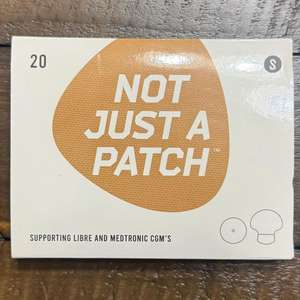 20
S
NOT
JUST A
PATCH™
SUPPORTING LIBRE AND MEDTRONIC CGM'S